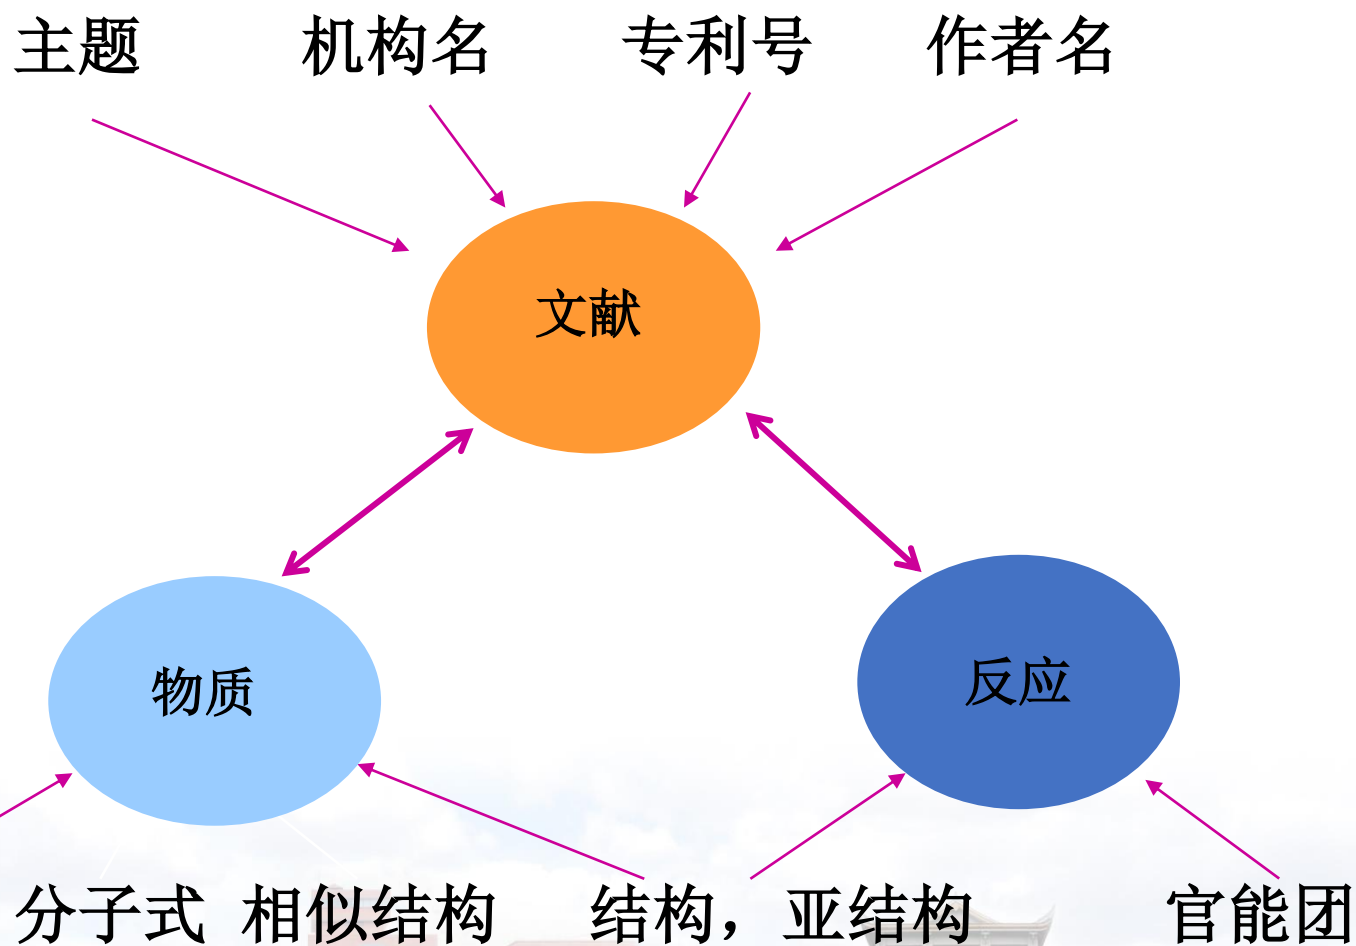 主题 机构名 专利号 作者名
文献
物质
反应
分子式 相似结构 结构，亚结构 官能团